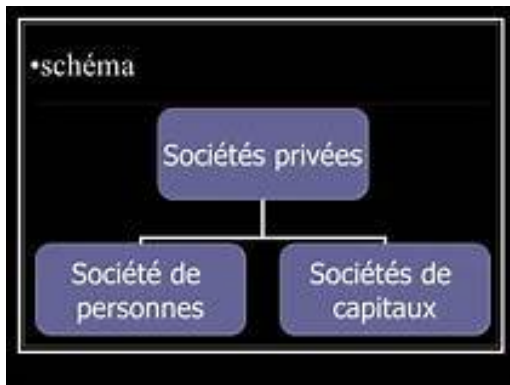 •schéma
Sociétés privées
Société de
personnes
Sociétés de
capitaux